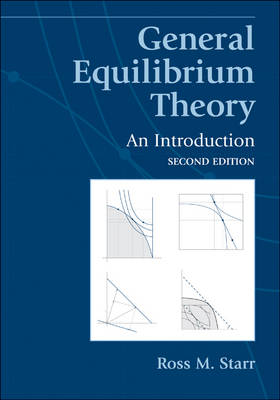 General
Equilibrium
Theory
An Introduction
SECOND EDITION
Ross M. Starr